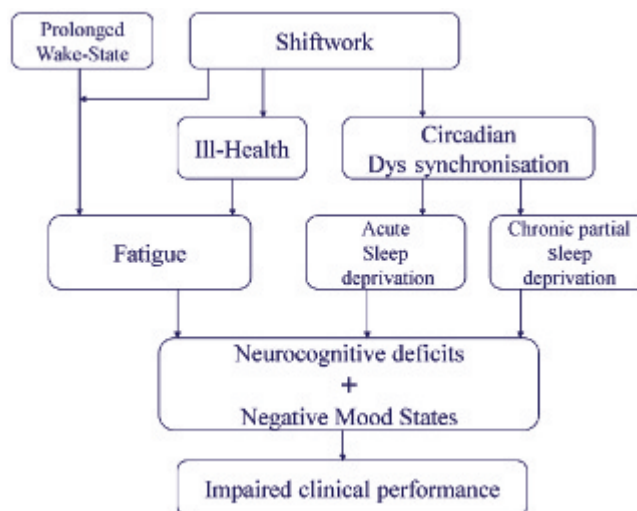 Prolonged
Wake-State
Shiftwork
Ill-Health
Circadian
Dys synchronisation
Fatigue
Acute
Sleep
deprivation
Chronic partial
sleep
deprivation
Neurocognitive deficits
+
Negative Mood States
Impaired clinical performance